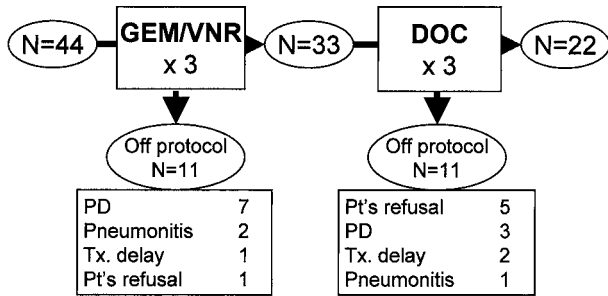 N=44
GEM/VNR
x 3
N=33
DOC
x 3
N=22
Off protocol
N=11
PD 7
Pneumonitis 2
Tx. delay 1
Pt's refusal 1
Off protocol
N=11
Pt's refusal 5
PD 3
Tx. delay 2
Pneumonitis 1